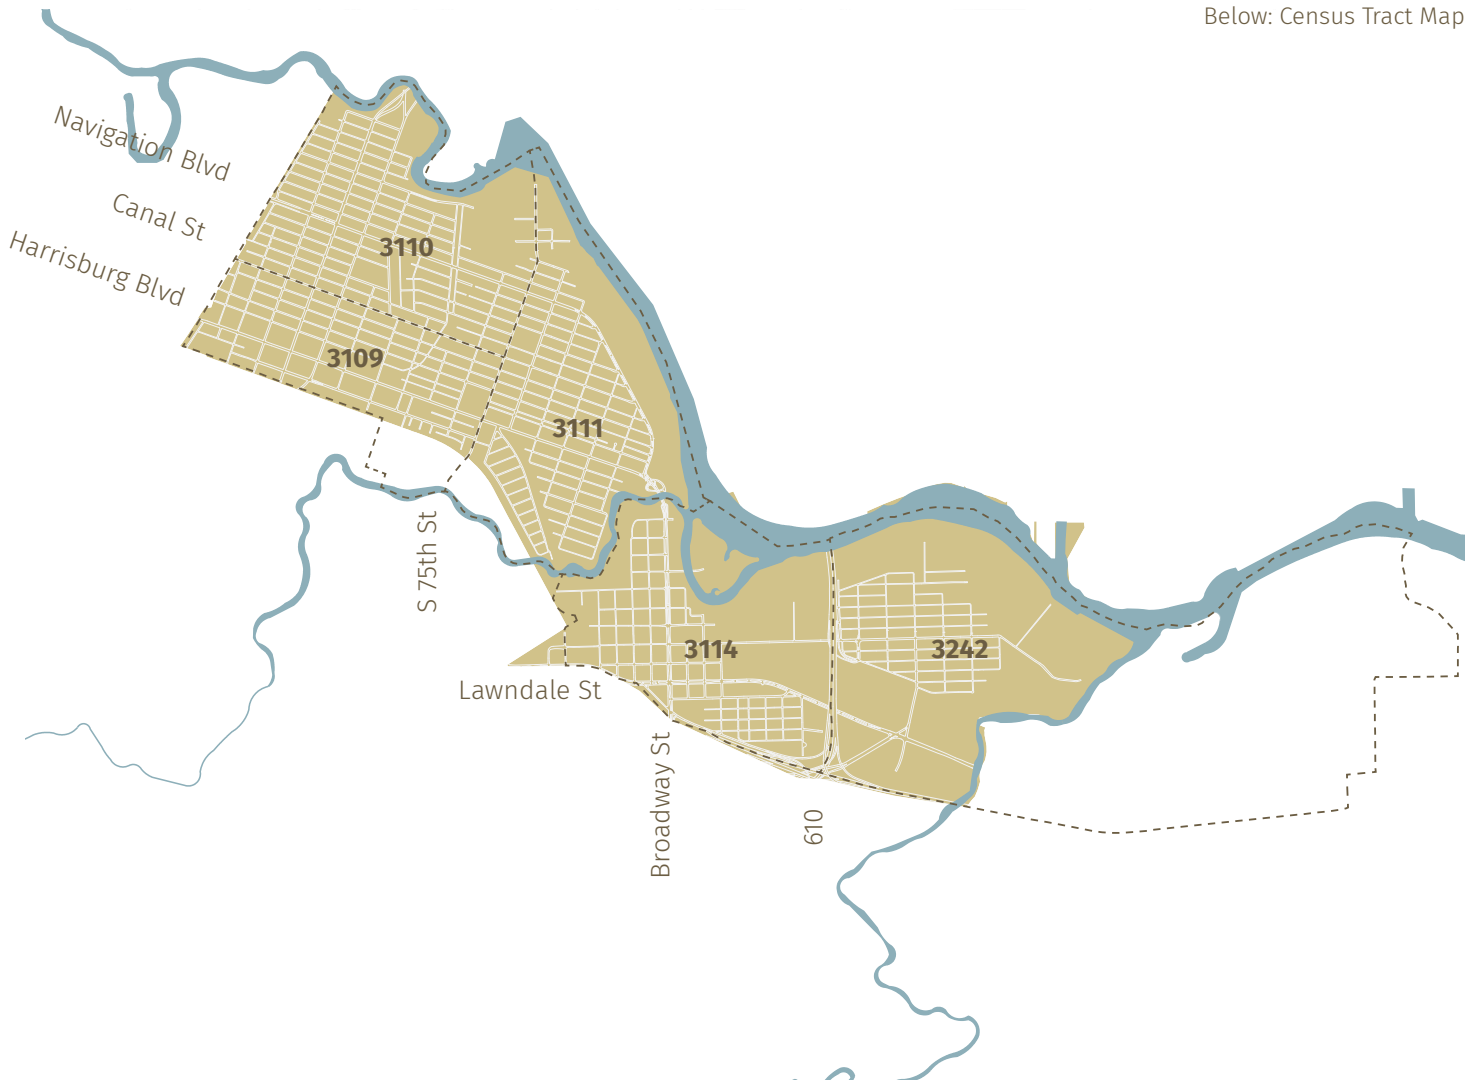 Below: Census Tract Map
Navigation Blvd
Canal St
Harrisburg Blvd
3110
3109
3111
S 75th St
3114
3242
Lawndale St
Broadway St
610